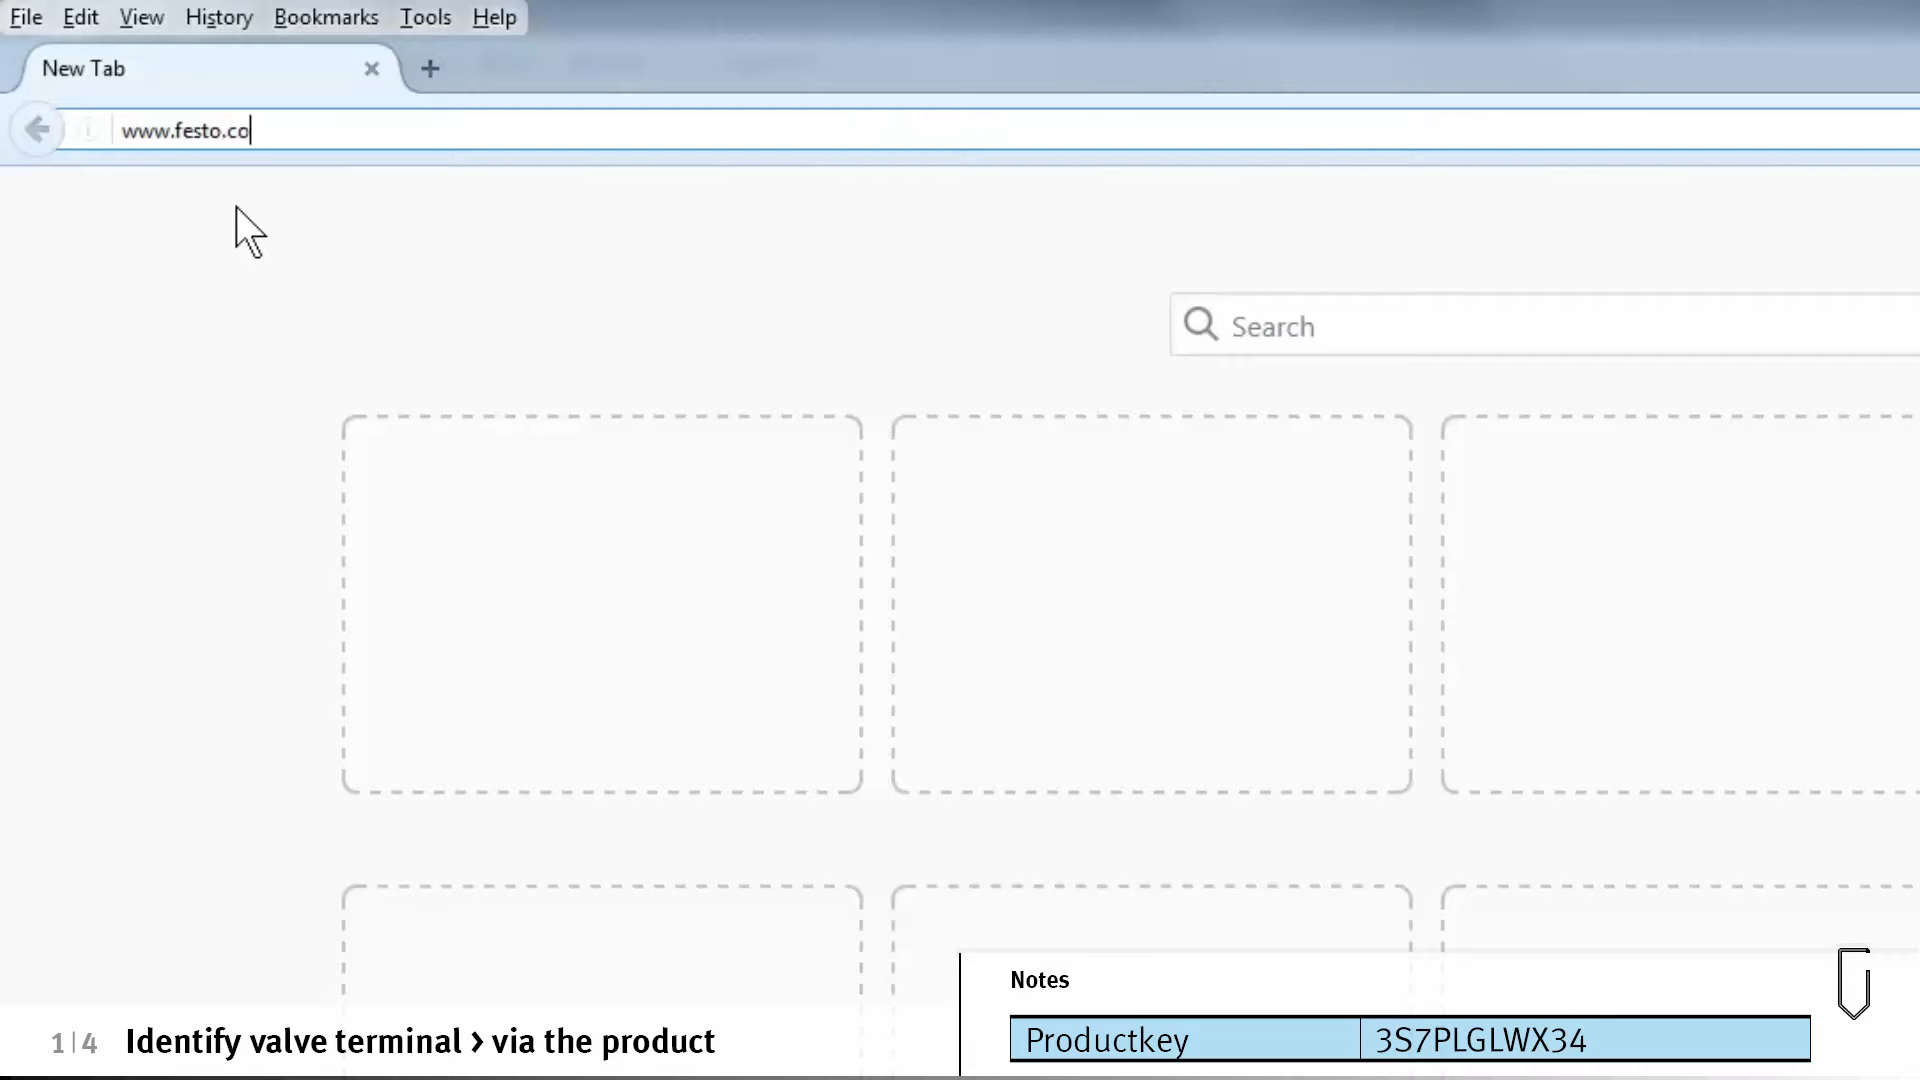 File Edit View History Bookmarks Tools Help
New Tab
www.festo.co
Search
Notes
1|4 Identify valve terminal > via the product
Productkey 3S7PLGLWX34